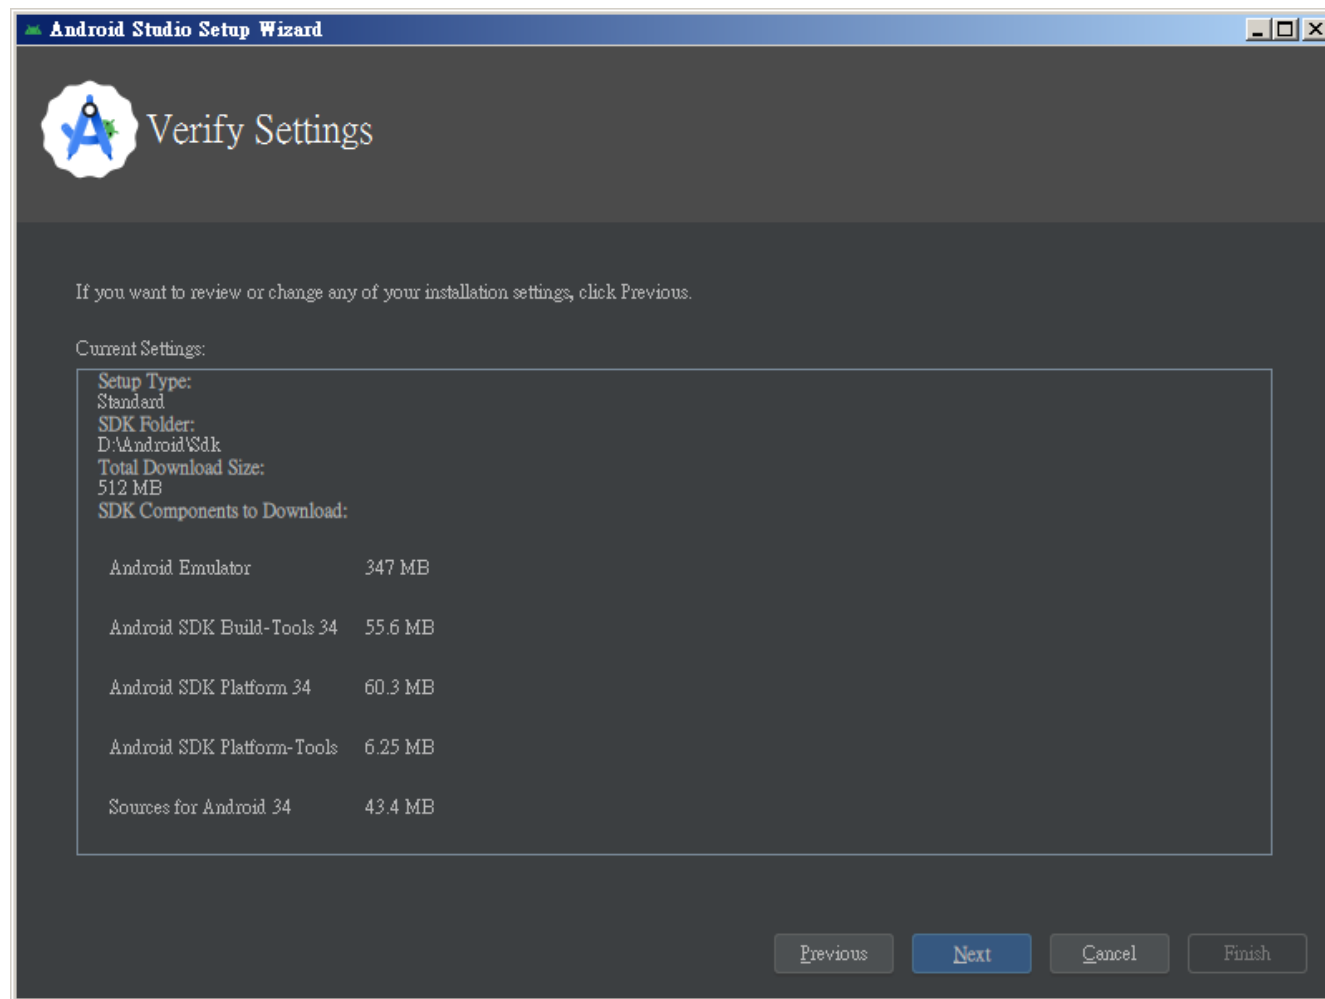 Android Studio Setup Wizard
Verify Settings
If you want to review or change any of your installation settings, click Previous.
Current Settings:
Setup Type:
Standard
SDK Folder:
D:\Android\Sdk
Total Download Size:
512 MB
SDK Components to Download:
Android Emulator 347 MB
Android SDK Build-Tools 34 55.6 MB
Android SDK Platform 34 60.3 MB
Android SDK Platform-Tools 6.25 MB
Sources for Android 34 43.4 MB
Previous Next Cancel Finish